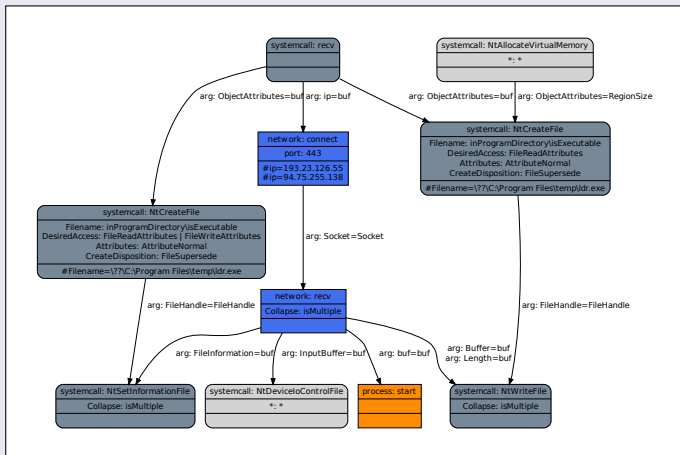 systemcall: recv
systemcall: NtAllocateVirtualMemory
*: *
arg: ObjectAttributes=buf
arg: ip=buf
arg: ObjectAttributes=buf
arg: ObjectAttributes=RegionSize
network: connect
port: 443
#ip=193.23.126.55
#ip=94.75.255.138
systemcall: NtCreateFile
Filename: inProgramDirectory\isExecutable
DesiredAccess: FileReadAttributes
Attributes: AttributeNormal
CreateDisposition: FileSupersede
#Filename=\??\C:\Program Files\temp\ldr.exe
systemcall: NtCreateFile
Filename: inProgramDirectory\isExecutable
DesiredAccess: FileReadAttributes | FileWriteAttributes
Attributes: AttributeNormal
CreateDisposition: FileSupersede
#Filename=\??\C:\Program Files\temp\ldr.exe
arg: Socket=Socket
network: recv
Collapse: isMultiple
arg: FileHandle=FileHandle
arg: FileHandle=FileHandle
arg: FileInformation=buf
arg: InputBuffer=buf
arg: buf=buf
arg: Buffer=buf
arg: Length=buf
systemcall: NtSetInformationFile
Collapse: isMultiple
systemcall: NtDeviceIoControlFile
*: *
process: start
systemcall: NtWriteFile
Collapse: isMultiple